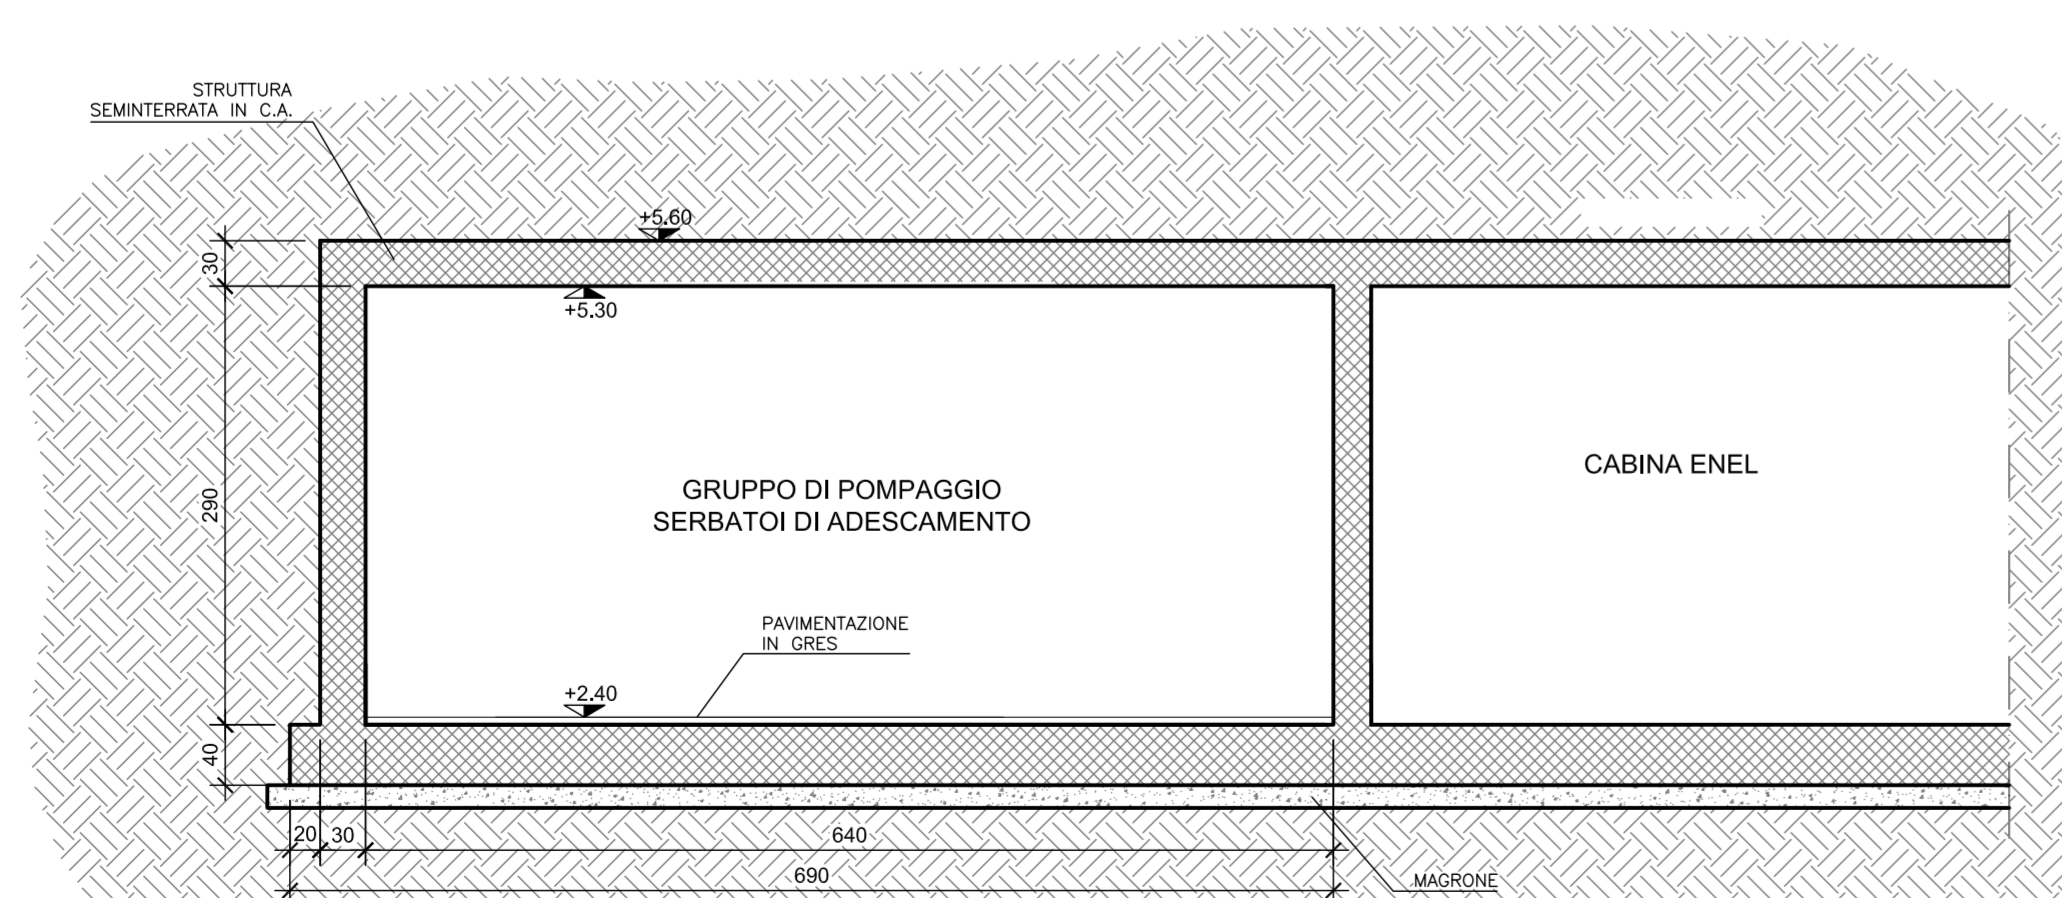 STRUTTURA
SEMINTERRATA IN C.A.
+5.60
30
+5.30
290
CABINA ENEL
GRUPPO DI POMPAGGIO
SERBATOI DI ADESCAMENTO
PAVIMENTAZIONE
IN GRES
+2.40
40
20
30
640
690
MAGRONE